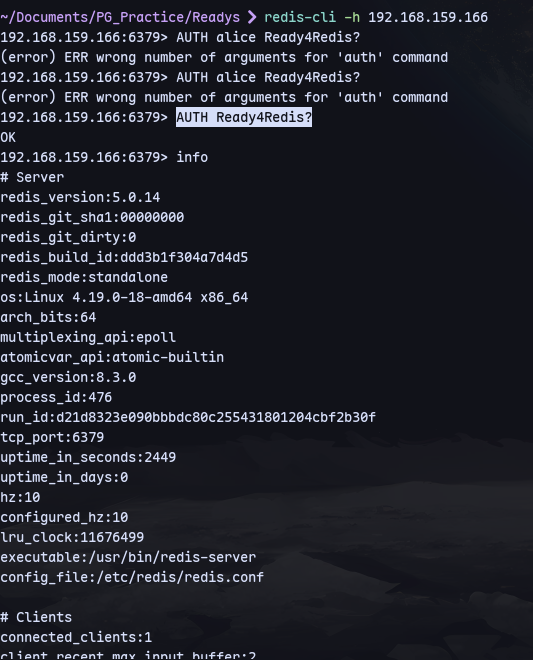 ~/Documents/PG_Practice/Readys ❯ redis-cli -h 192.168.159.166
192.168.159.166:6379> AUTH alice Ready4Redis?
(error) ERR wrong number of arguments for 'auth' command
192.168.159.166:6379> AUTH alice Ready4Redis?
(error) ERR wrong number of arguments for 'auth' command
192.168.159.166:6379> AUTH Ready4Redis?
OK
192.168.159.166:6379> info
# Server
redis_version:5.0.14
redis_git_sha1:00000000
redis_git_dirty:0
redis_build_id:ddd3b1f304a7d4d5
redis_mode:standalone
os:Linux 4.19.0-18-amd64 x86_64
arch_bits:64
multiplexing_api:epoll
atomicvar_api:atomic-builtin
gcc_version:8.3.0
process_id:476
run_id:d21d8323e090bbbdc80c255431801204cbf2b30f
tcp_port:6379
uptime_in_seconds:2449
uptime_in_days:0
hz:10
configured_hz:10
lru_clock:11676499
executable:/usr/bin/redis-server
config_file:/etc/redis/redis.conf
# Clients
connected_clients:1
client_recent_max_input_buffer:2